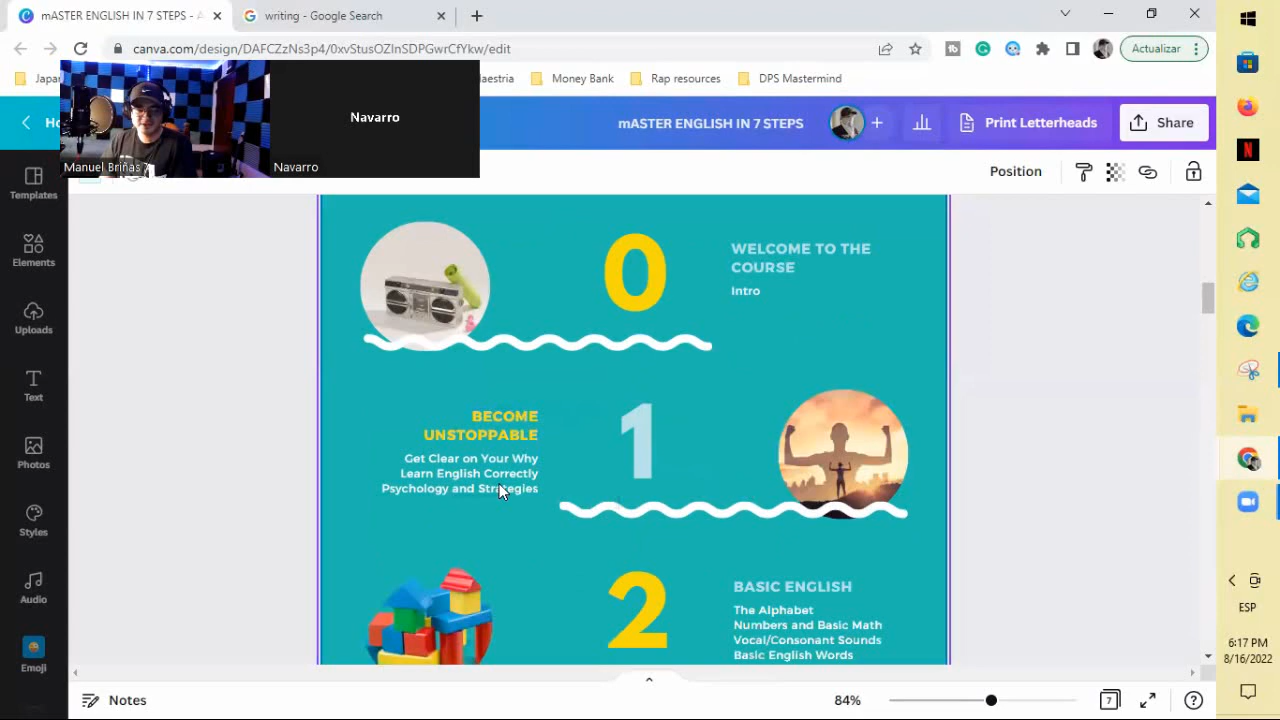 mASTER ENGLISH IN 7 STEPS - A
writing - Google Search
canva.com/design/DAFCZzNs3p4/0xvStusOZIItSDPGwrCfYkw/edit
Actualizar
Japa
aestria
Money Bank
Rap resources
DPS Mastermind
Ho
mASTER ENGLISH IN 7 STEPS
Print Letterheads
Share
Navarro
Manuel Briñas
Navarro
Position
Templates
Elements
Uploads
Text
Photos
Styles
Audio
Emoji
0
WELCOME TO THE
COURSE
Intro
BECOME
UNSTOPPABLE
Get Clear on Your Why
Learn English Correctly
Psychology and Strategies
1
2
BASIC ENGLISH
The Alphabet
Numbers and Basic Math
Vocal/Consonant Sounds
Basic English Words
Notes
84%
7
ESP
6:17 PM
8/16/2022